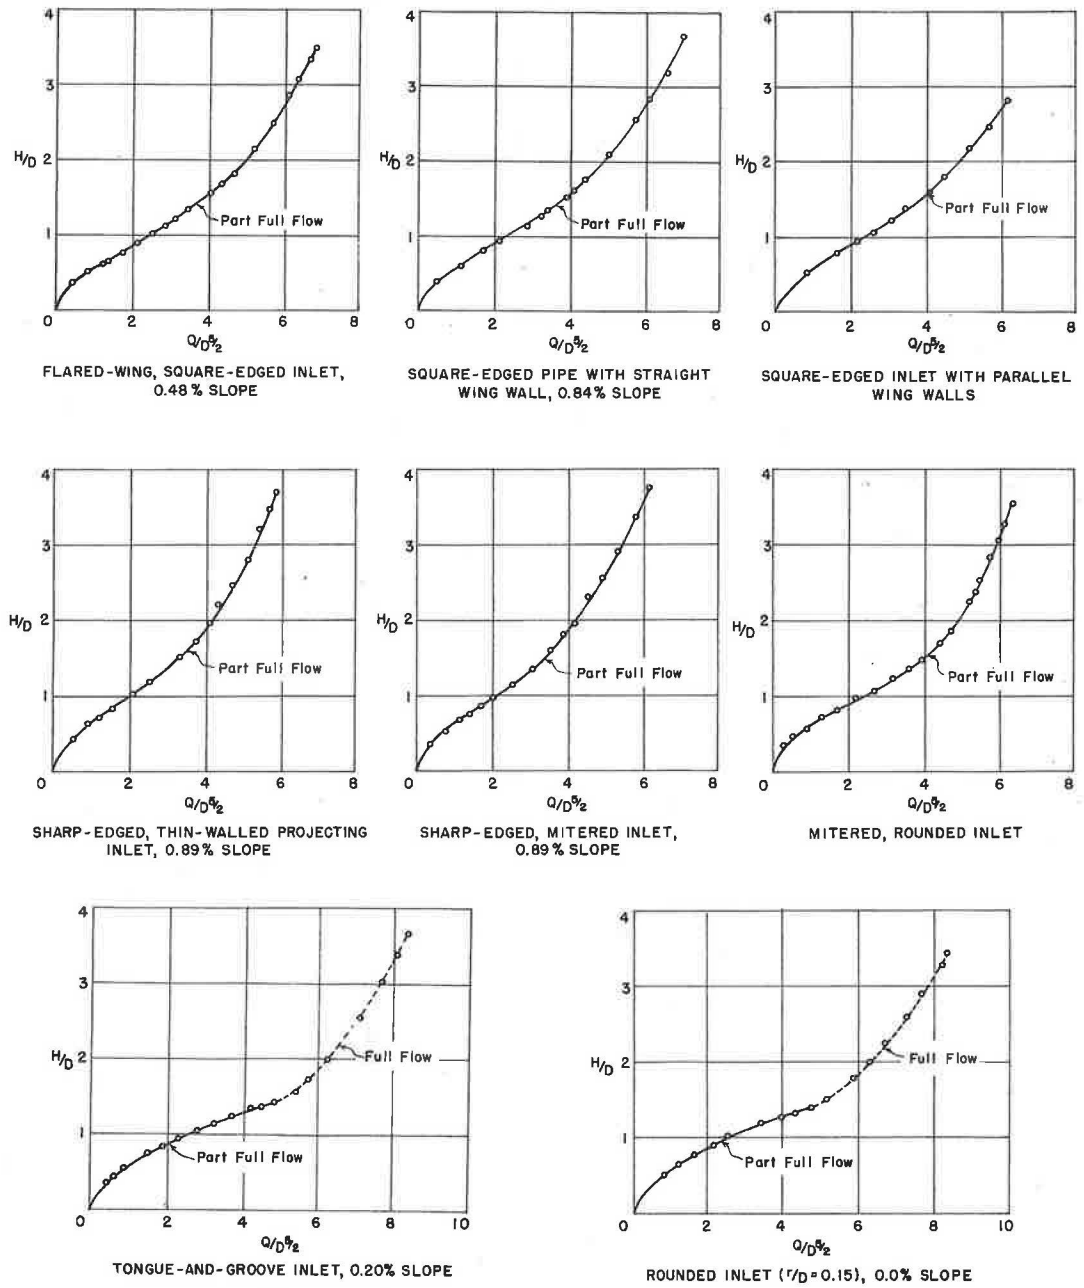 4
3
H/D 2
1
0 2 4 6 8
Part Full Flow
Q/D5/2
FLARED-WING, SQUARE-EDGED INLET,
0.48% SLOPE
4
3
H/D 2
1
0 2 4 6 8
Part Full Flow
Q/D5/2
SQUARE-EDGED PIPE WITH STRAIGHT
WING WALL, 0.84% SLOPE
4
3
H/D 2
1
0 2 4 6 8
Part Full Flow
Q/D5/2
SQUARE-EDGED INLET WITH PARALLEL
WING WALLS
4
3
H/D 2
1
0 2 4 6 8
Part Full Flow
Q/D5/2
SHARP-EDGED, THIN-WALLED PROJECTING
INLET, 0.89% SLOPE
4
3
H/D 2
1
0 2 4 6 8
Part Full Flow
Q/D5/2
SHARP-EDGED, MITERED INLET,
0.89% SLOPE
4
3
H/D 2
1
0 2 4 6 8
Part Full Flow
Q/D5/2
MITERED, ROUNDED INLET
4
3
H/D 2
1
0 2 4 6 8 10
Full Flow
Part Full Flow
Q/D5/2
TONGUE-AND-GROOVE INLET, 0.20% SLOPE
4
3
H/D 2
1
0 2 4 6 8 10
Full Flow
Part Full Flow
Q/D5/2
ROUNDED INLET (r/D=0.15), 0.0% SLOPE